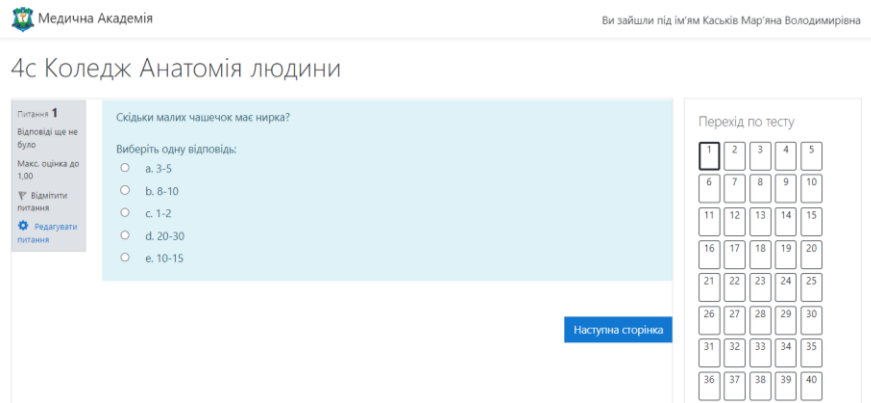 Медична Академія
Ви зайшли під ім'ям Каськів Мар'яна Володимирівна
4с Коледж Анатомія людини
Питання 1
Відповіді ще не
було
Макс. оцінка до
1,00
Відмітити
питання
Редагувати
питання
Скільки малих чашечок має нирка?
Виберіть одну відповідь:
a. 3-5
b. 8-10
c. 1-2
d. 20-30
e. 10-15
Наступна сторінка
Перехід по тесту
1 2 3 4 5
6 7 8 9 10
11 12 13 14 15
16 17 18 19 20
21 22 23 24 25
26 27 28 29 30
31 32 33 34 35
36 37 38 39 40